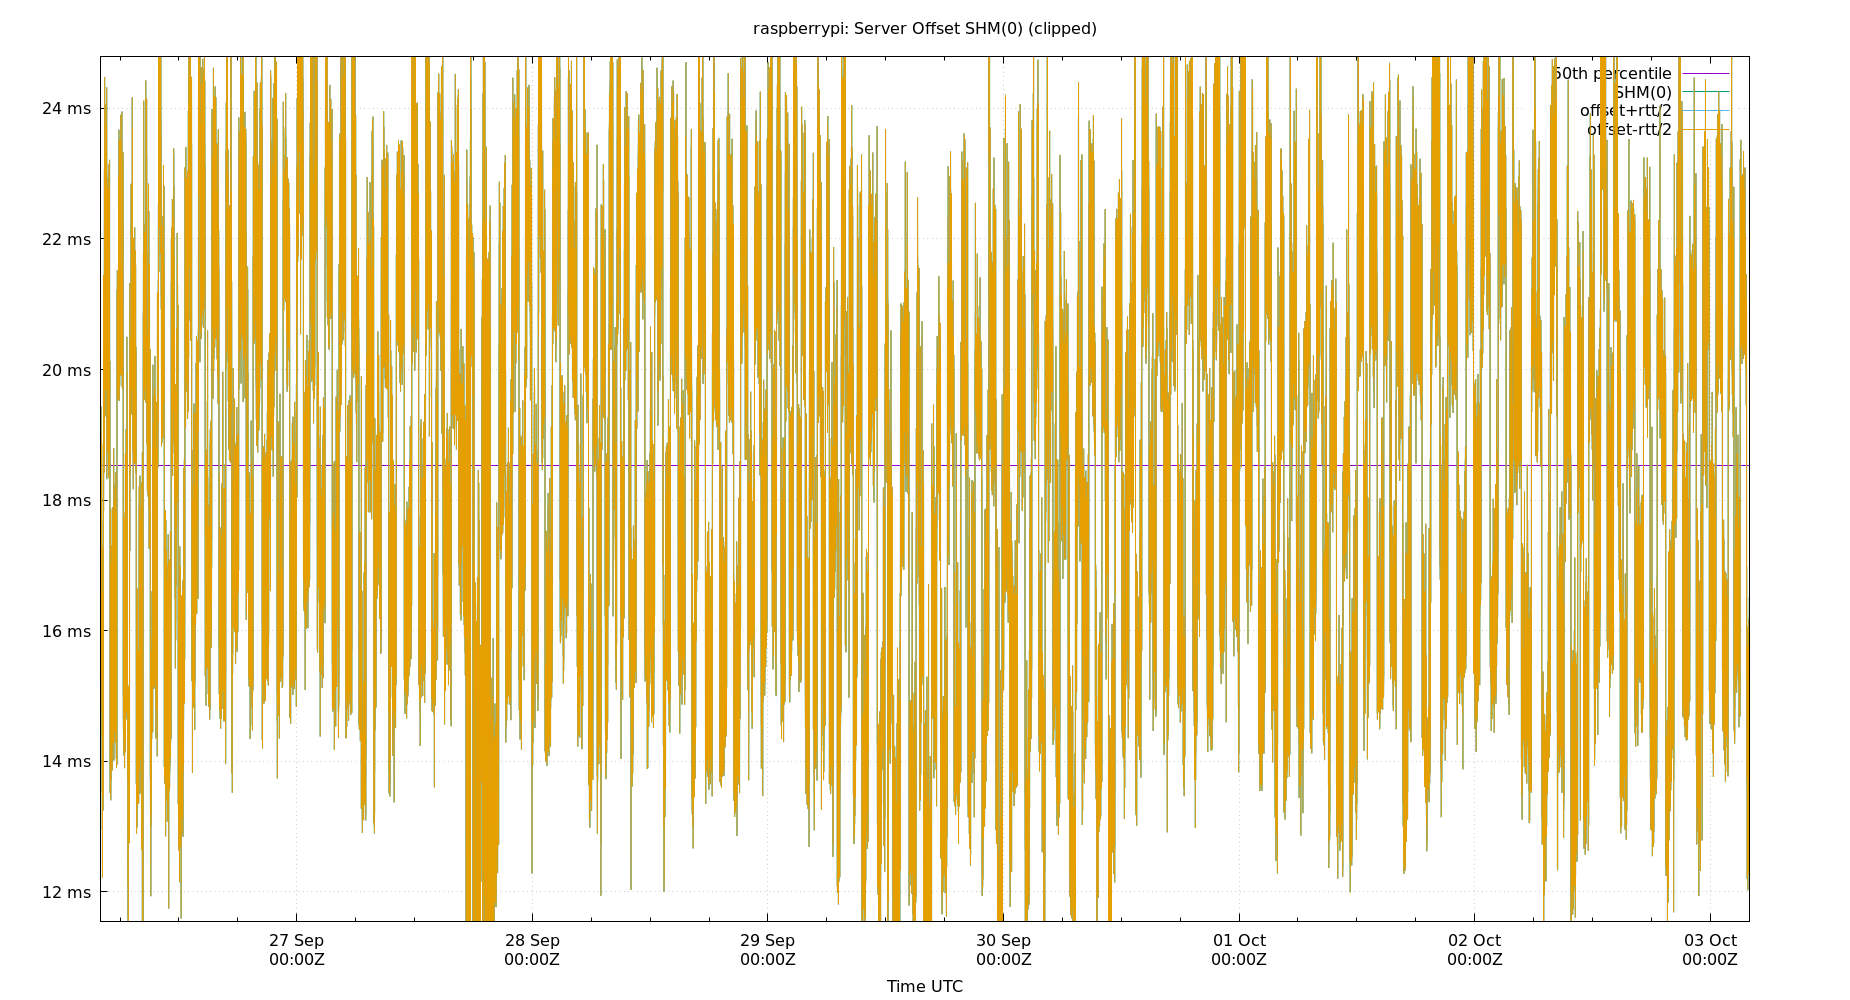 raspberrypi: Server Offset SHM(0) (clipped)
50th percentile
SHM(0)
offset+rtt/2
offset-rtt/2
24 ms
22 ms
20 ms
18 ms
16 ms
14 ms
12 ms
27 Sep 28 Sep 29 Sep 30 Sep 01 Oct 02 Oct 03 Oct
00:00Z 00:00Z 00:00Z 00:00Z 00:00Z 00:00Z 00:00Z
Time UTC